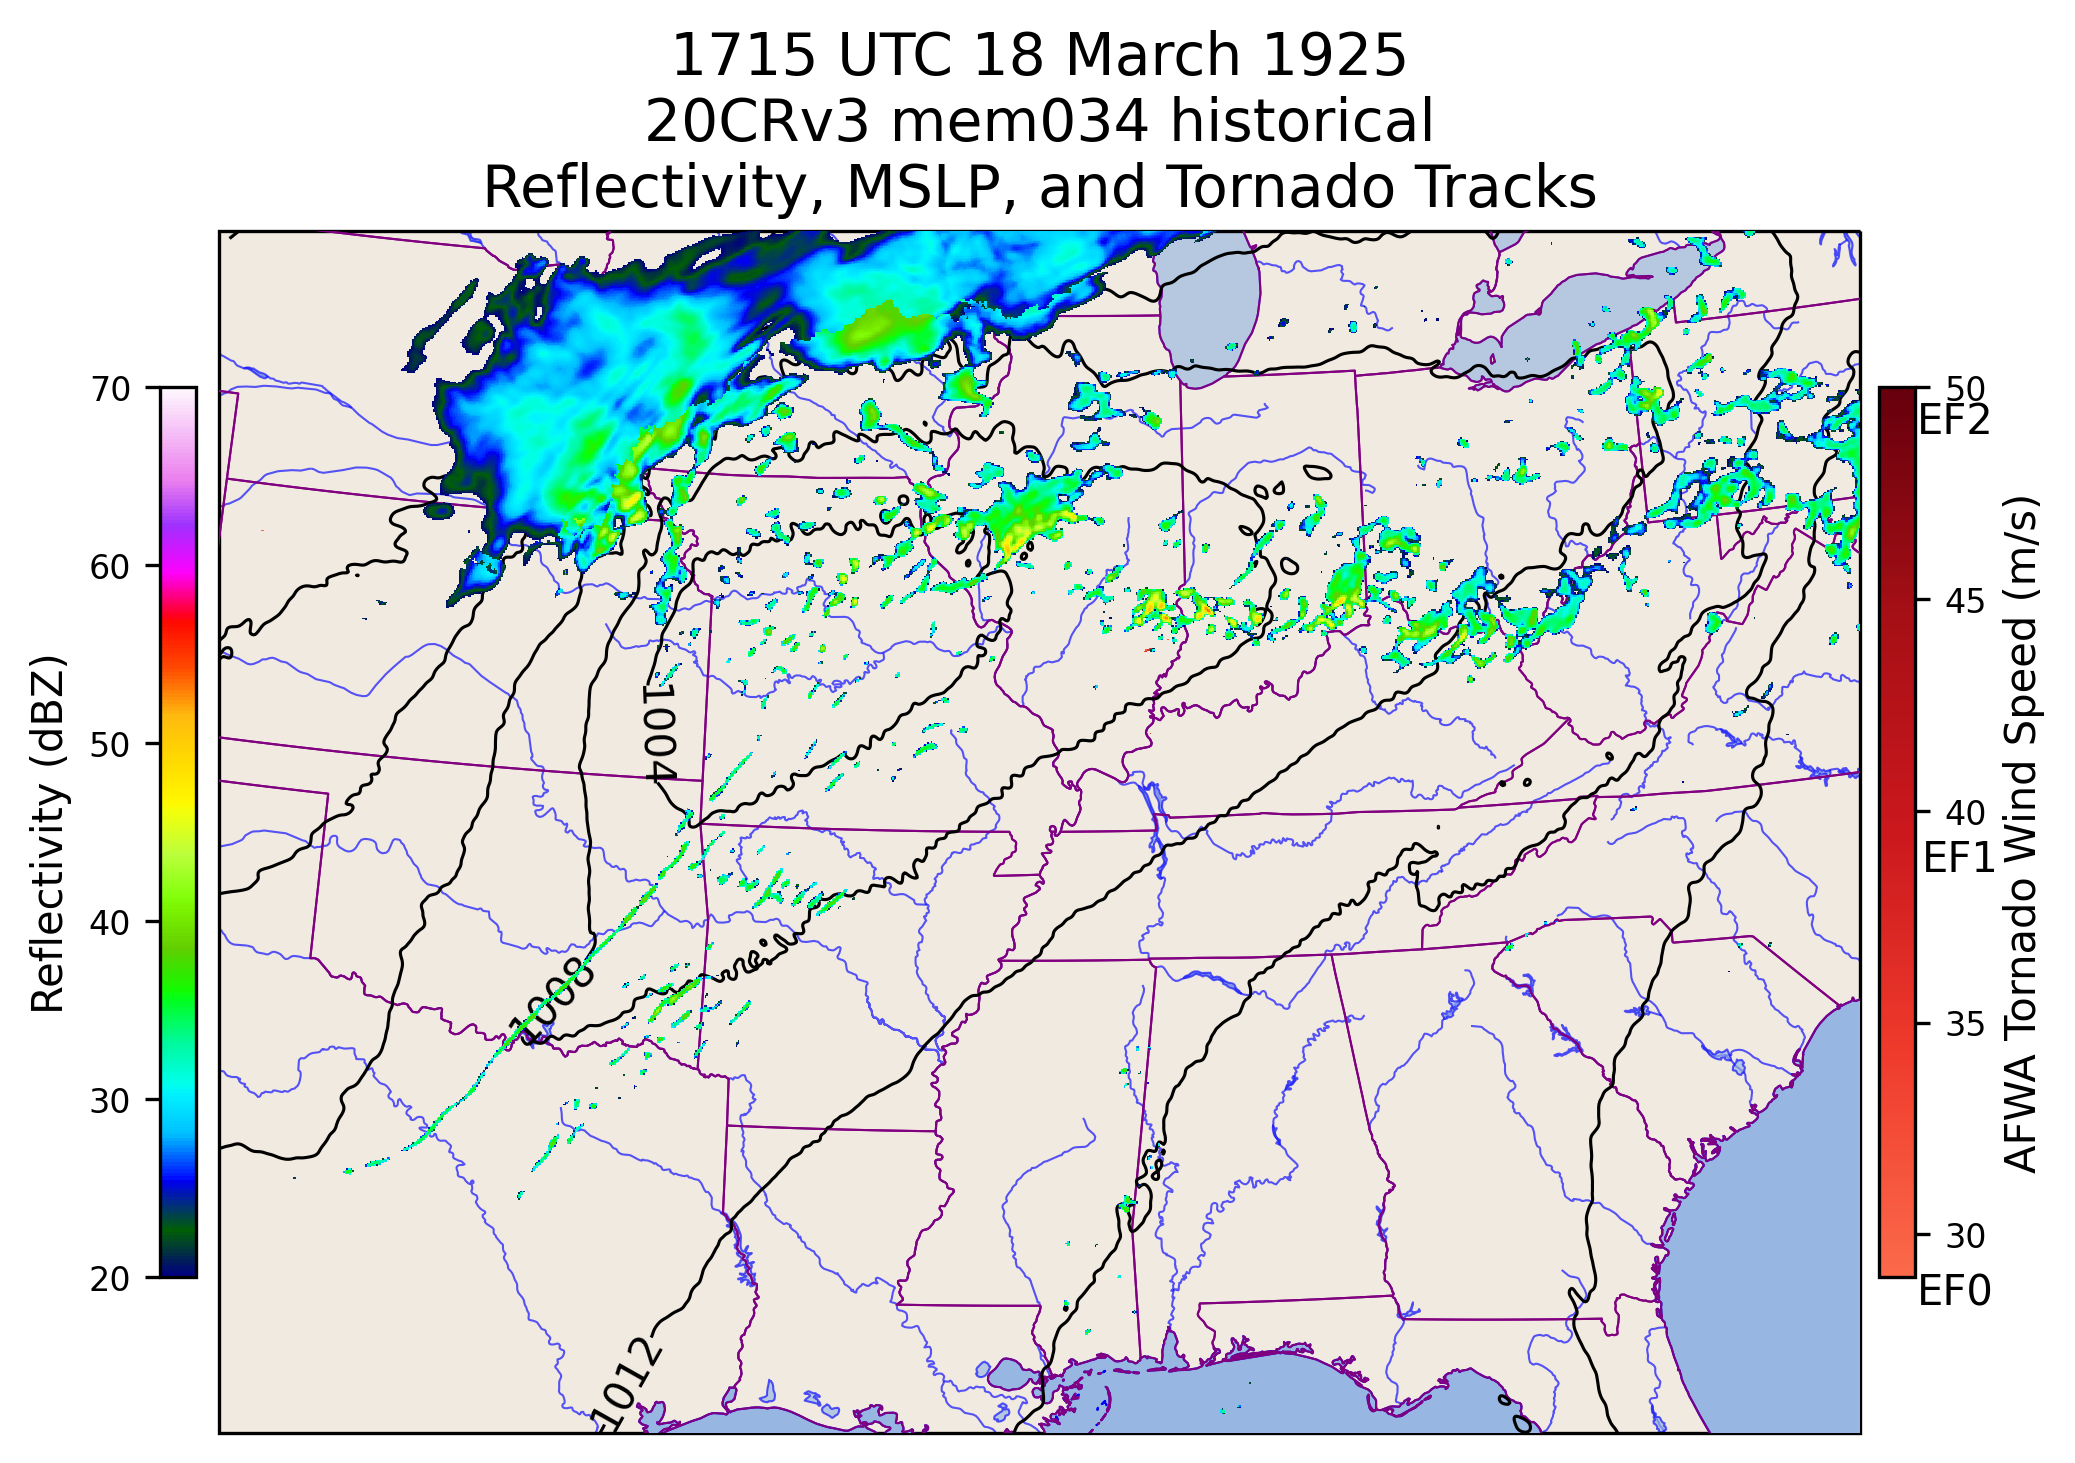 1715 UTC 18 March 1925
20CRv3 mem034 historical
Reflectivity, MSLP, and Tornado Tracks
Reflectivity (dBZ)
70
60
50
40
30
20
1004
1008
1012
50
EF2
45
40
EF1
35
30
EF0
AFWA Tornado Wind Speed (m/s)